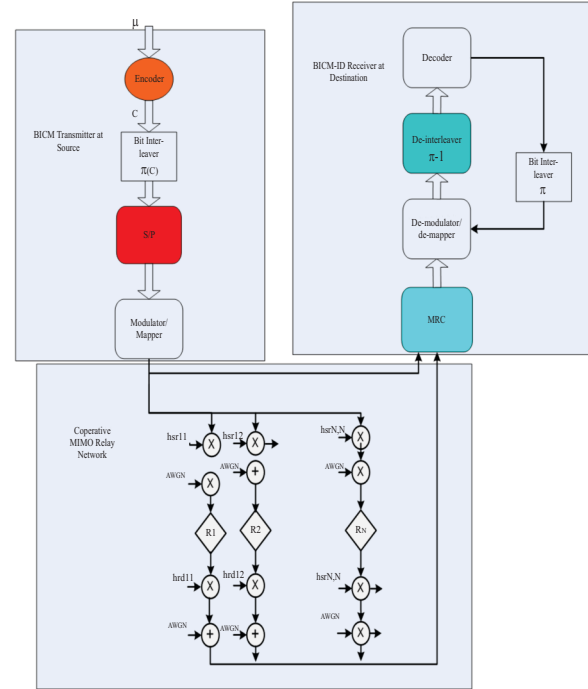 μ
Encoder
C
BICM Transmitter at
Source
Bit Inter-
leaver
π(C)
S/P
Modulator/
Mapper
BICM-ID Receiver at
Destination
Decoder
De-interleaver
π-1
Bit Inter-
leaver
π
De-modulator/
de-mapper
MRC
Coperative
MIMO Relay
Network
hsr11
X
hsr12
X
hsrN,N
X
AWGN
X
AWGN
+
AWGN
X
R1
R2
RN
hrd11
X
hrd12
X
hsrN,N
X
AWGN
+
AWGN
+
AWGN
X